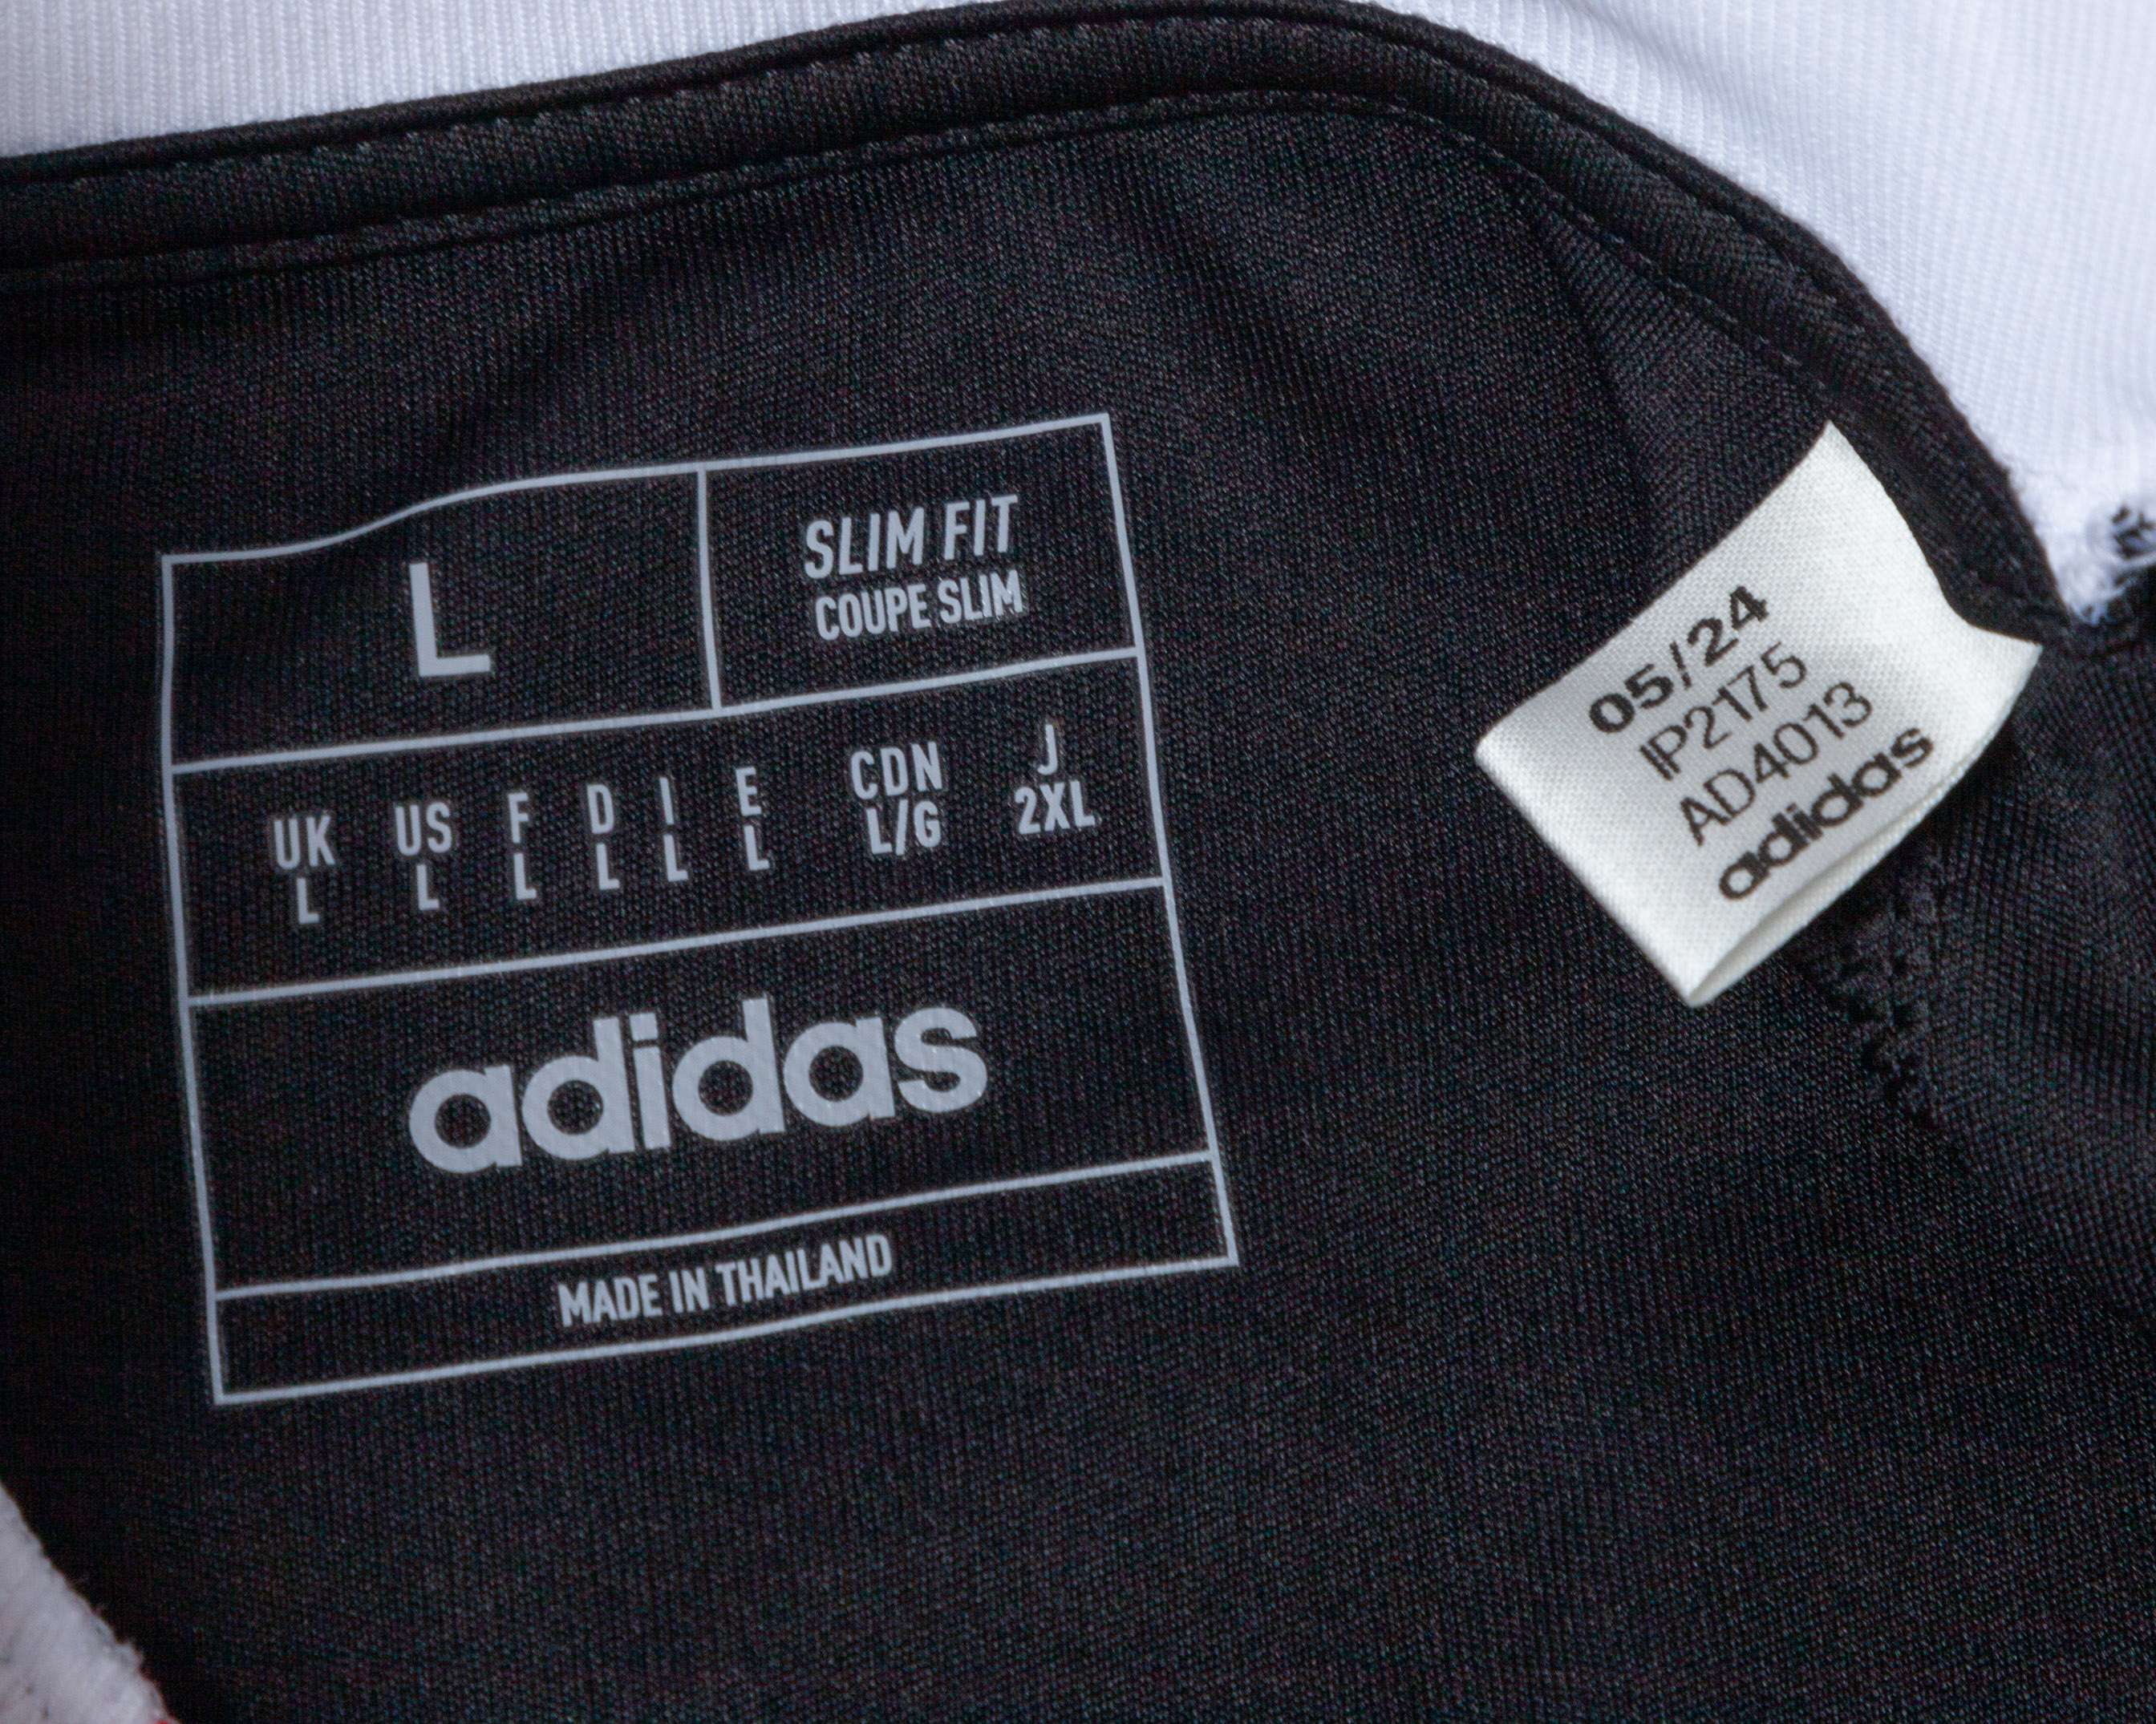 L
SLIM FIT
COUPE SLIM
UK US F D I E CDN J
L L L L L L L/G 2XL
adidas
MADE IN THAILAND
05/24
IP2175
AD4013
adidas